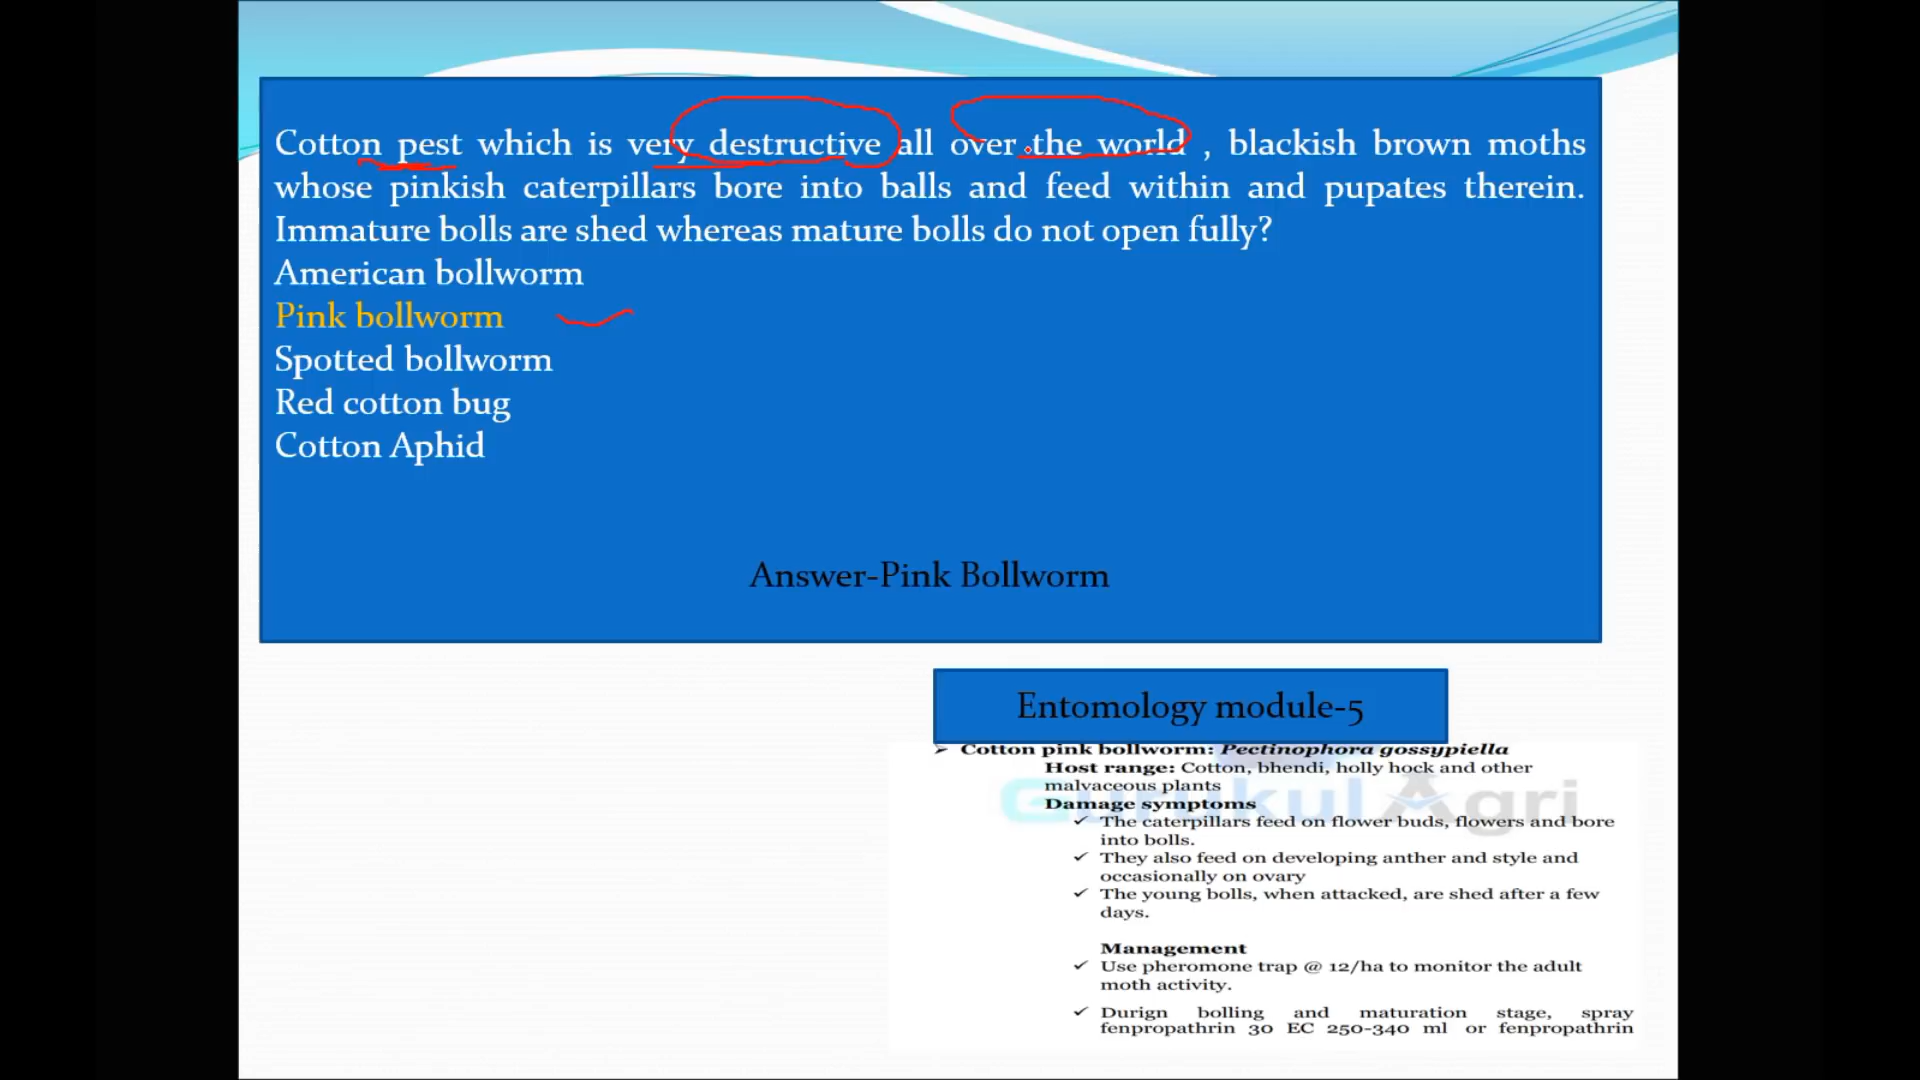 Cotton pest which is very destructive all over the world , blackish brown moths
whose pinkish caterpillars bore into balls and feed within and pupates therein.
Immature bolls are shed whereas mature bolls do not open fully?
American bollworm
Pink bollworm
Spotted bollworm
Red cotton bug
Cotton Aphid
Answer-Pink Bollworm
Entomology module-5
➢ Cotton pink bollworm: Pectinophora gossypiella
Host range: Cotton, bhendi, holly hock and other
malvaceous plants
Gurukul Agri
Damage symptoms
✓ The caterpillars feed on flower buds, flowers and bore
into bolls.
✓ They also feed on developing anther and style and
occasionally on ovary
✓ The young bolls, when attacked, are shed after a few
days.
Management
✓ Use pheromone trap @ 12/ha to monitor the adult
moth activity.
✓ Durign bolling and maturation stage, spray
fenpropathrin 30 EC 250-340 ml or fenpropathrin